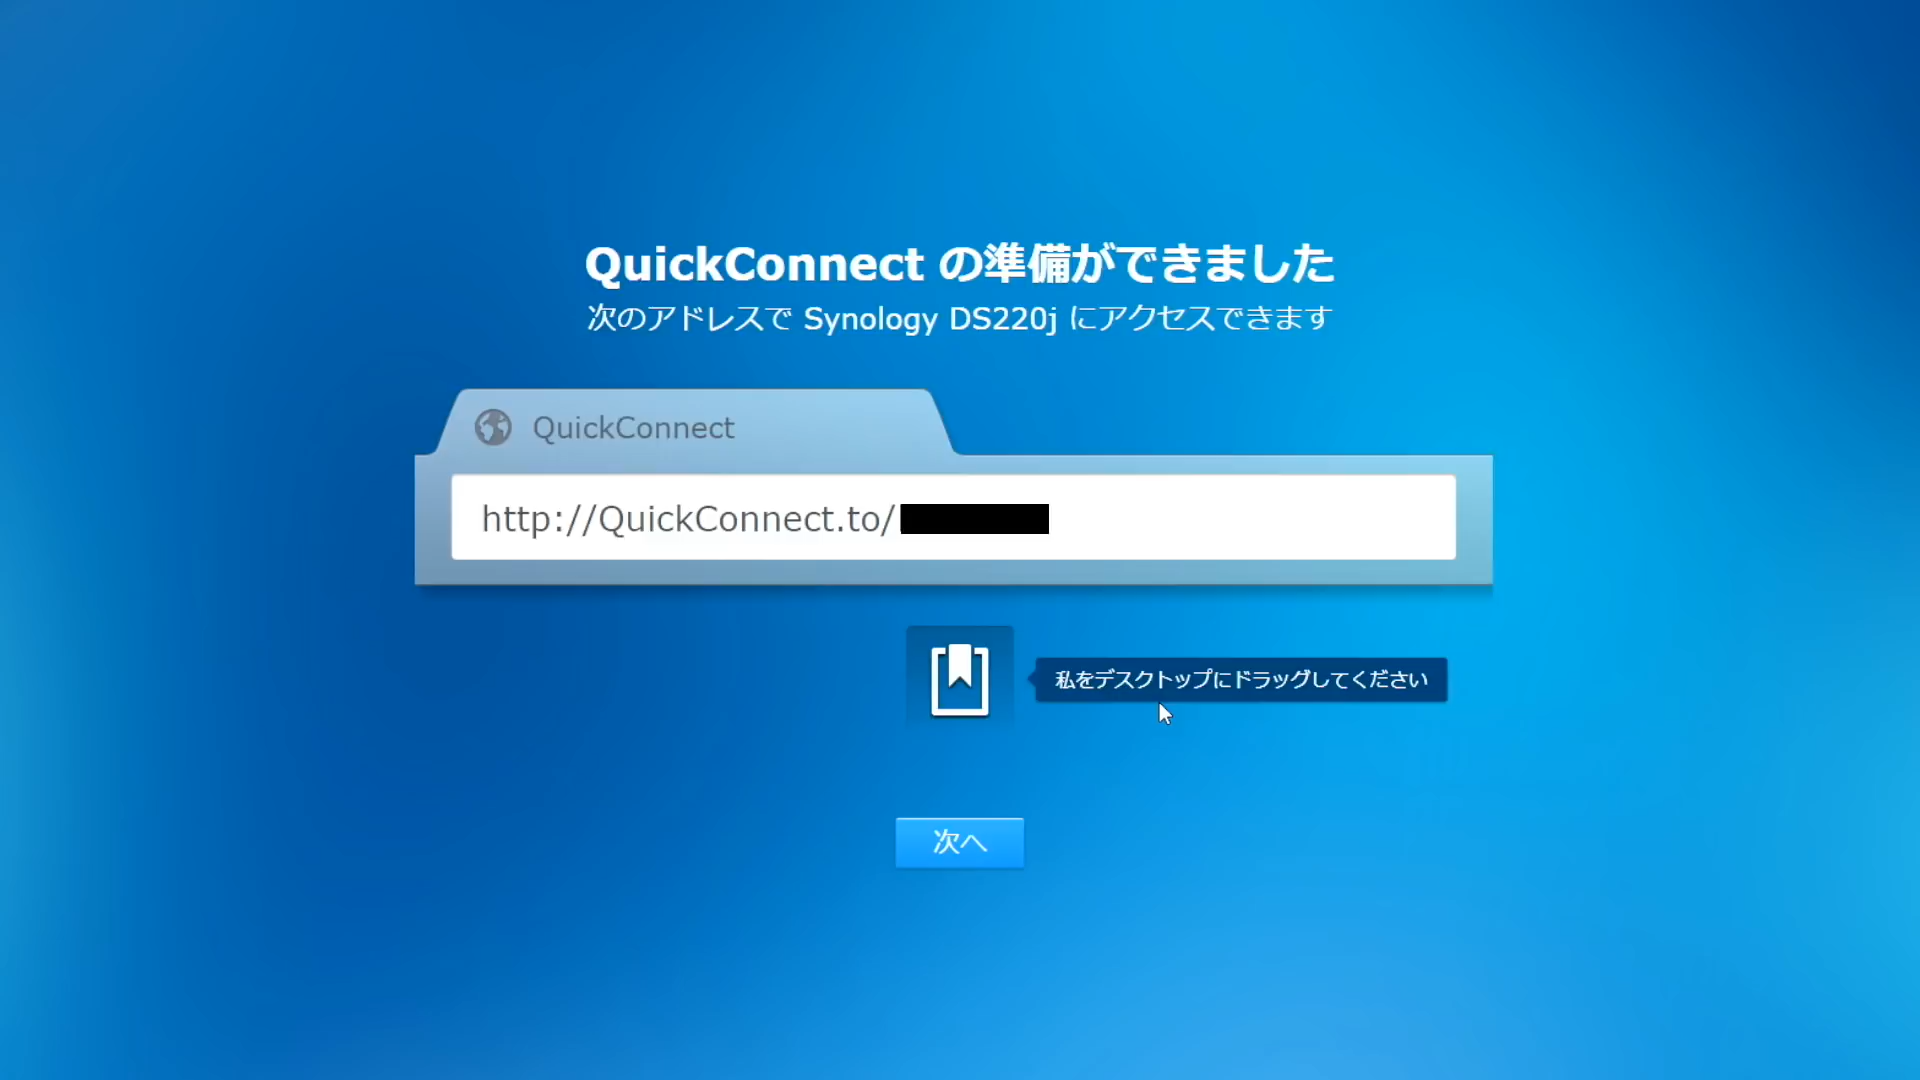 QuickConnect の準備ができました
次のアドレスで Synology DS220j にアクセスできます
QuickConnect
http://QuickConnect.to/
私をデスクトップにドラッグしてください
次へ